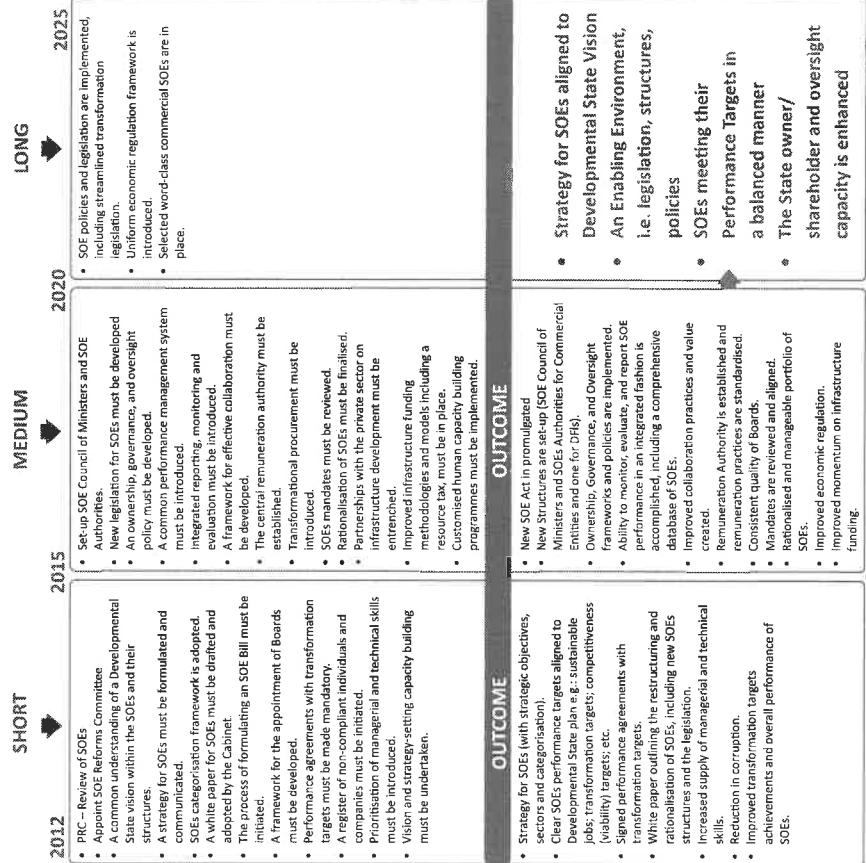 SHORT
MEDIUM
LONG
2012
2015
2020
2025
• PRC – Review of SOEs
• Appoint SOE Reforms Committee
• A common understanding of a Developmental
State vision within the SOEs and their
structures.
• A strategy for SOEs must be formulated and
communicated.
• SOEs categorisation framework is adopted.
• A white paper for SOEs must be drafted and
adopted by the Cabinet.
• The process of formulating an SOE Bill must be
initiated.
• A framework for the appointment of Boards
must be developed.
• Performance agreements with transformation
targets must be made mandatory.
• A register of non-compliant individuals and
companies must be initiated.
• Prioritisation of managerial and technical skills
must be introduced.
• Vision and strategy-setting capacity building
must be undertaken.
• Set-up SOE Council of Ministers and SOE
Authorities.
• New legislation for SOEs must be developed
• An ownership, governance, and oversight
policy must be developed.
• A common performance management system
must be introduced.
• Integrated reporting, monitoring and
evaluation must be introduced.
• A framework for effective collaboration must
be developed.
• The central remuneration authority must be
established.
• Transformational procurement must be
introduced.
• SOEs mandates must be reviewed.
• Rationalisation of SOEs must be finalised.
• Partnerships with the private sector on
infrastructure development must be
entrenched.
• Improved infrastructure funding
methodologies and models including a
resource tax, must be in place.
• Customised human capacity building
programmes must be implemented.
• SOE policies and legislation are implemented,
including streamlined transformation
legislation.
• Uniform economic regulation framework is
introduced.
• Selected word-class commercial SOEs are in
place.
OUTCOME
OUTCOME
• Strategy for SOEs (with strategic objectives,
sectors and categorisation).
• Clear SOEs performance targets aligned to
Developmental State plan e.g.: sustainable
jobs; transformation targets; competitiveness
(viability) targets; etc.
• Signed performance agreements with
transformation targets.
• White paper outlining the restructuring and
rationalisation of SOEs, including new SOEs
structures and the legislation.
• Increased supply of managerial and technical
skills.
• Reduction in corruption.
• Improved transformation targets
achievements and overall performance of
SOEs.
• New SOE Act in promulgated
• New Structures are set-up (SOE Council of
Ministers and SOEs Authorities for Commercial
Entities and one for DFIs).
• Ownership, Governance, and Oversight
frameworks and policies are implemented.
• Ability to monitor, evaluate, and report SOE
performance in an integrated fashion is
accomplished, including a comprehensive
database of SOEs.
• Improved collaboration practices and value
created.
• Remuneration Authority is established and
remuneration practices are standardised.
• Consistent quality of Boards.
• Mandates are reviewed and aligned.
• Rationalised and manageable portfolio of
SOEs.
• Improved economic regulation.
• Improved momentum on infrastructure
funding.
• Strategy for SOEs aligned to
Developmental State Vision
• An Enabling Environment,
i.e. legislation, structures,
policies
• SOEs meeting their
Performance Targets in
a balanced manner
• The State owner/
shareholder and oversight
capacity is enhanced